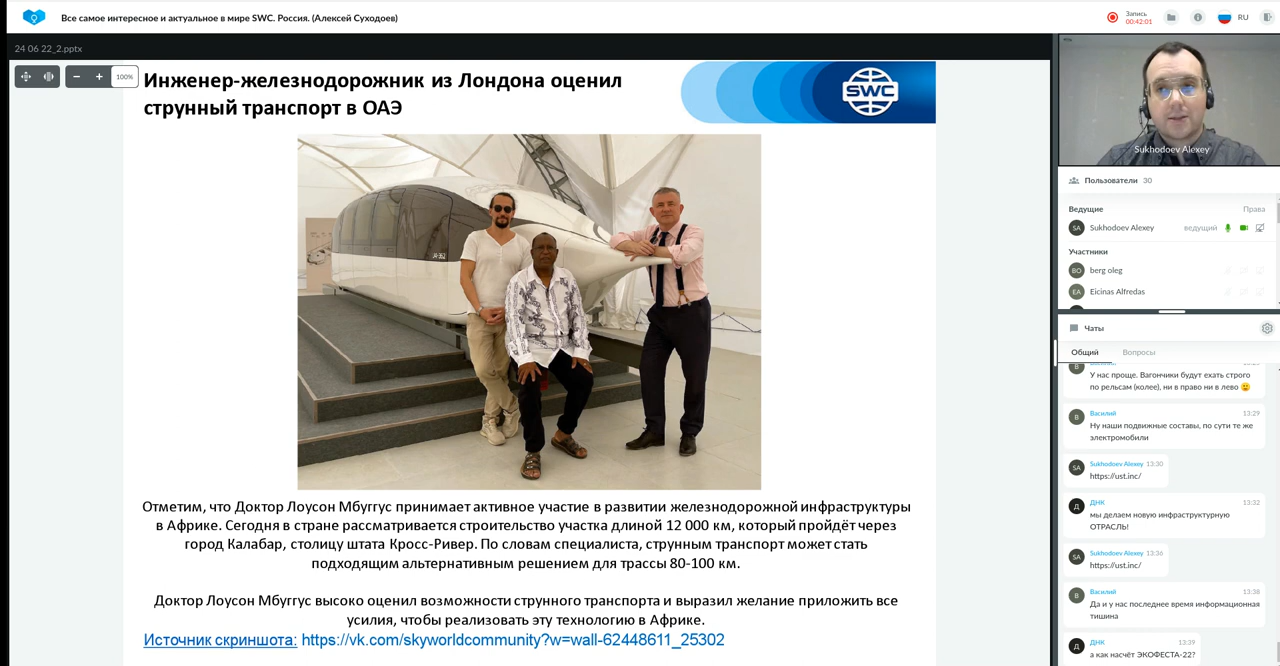 Все самое интересное и актуальное в мире SWC. Россия. (Алексей Суходоев)
Запись
00:42:01
RU
24 06 22_2.pptx
100%
Инженер-железнодорожник из Лондона оценил
струнный транспорт в ОАЭ
SWC
Отметим, что Доктор Лоусон Мбуггус принимает активное участие в развитии железнодорожной инфраструктуры
в Африке. Сегодня в стране рассматривается строительство участка длиной 12 000 км, который пройдёт через
город Калабар, столицу штата Кросс-Ривер. По словам специалиста, струнным транспорт может стать
подходящим альтернативным решением для трассы 80-100 км.
Доктор Лоусон Мбуггус высоко оценил возможности струнного транспорта и выразил желание приложить все
усилия, чтобы реализовать эту технологию в Африке.
Источник скриншота: https://vk.com/skyworldcommunity?w=wall-62448611_25302
Sukhodoev Alexey
Пользователи 30
Ведущие Права
SA Sukhodoev Alexey ведущий
Участники
BO berg oleg
EA Eicinas Alfredas
Чаты
Общий Вопросы
В
У нас проще. Вагончики будут ехать строго
по рельсам (колее), ни в право ни в лево
В Василий 13:29
Ну наши подвижные составы, по сути те же
электромобили
SA Sukhodoev Alexey 13:30
https://ust.inc/
Д ДНК 13:32
мы делаем новую инфраструктурную
ОТРАСЛЬ!
SA Sukhodoev Alexey 13:36
https://ust.inc/
В Василий 13:38
Да и у нас последнее время информационная
тишина
Д ДНК 13:39
а как насчёт ЭКОФЕСТА-22?